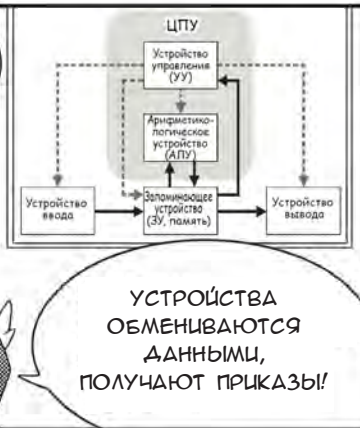 ЦПУ
Устройство
управления
(УУ)
Арифметико-
логическое
устройство
(АЛУ)
Устройство
ввода
Запоминающее
устройство
(ЗУ, память)
Устройство
вывода
УСТРОЙСТВА
ОБМЕНИВАЮТСЯ
ДАННЫМИ,
ПОЛУЧАЮТ ПРИКАЗЫ!